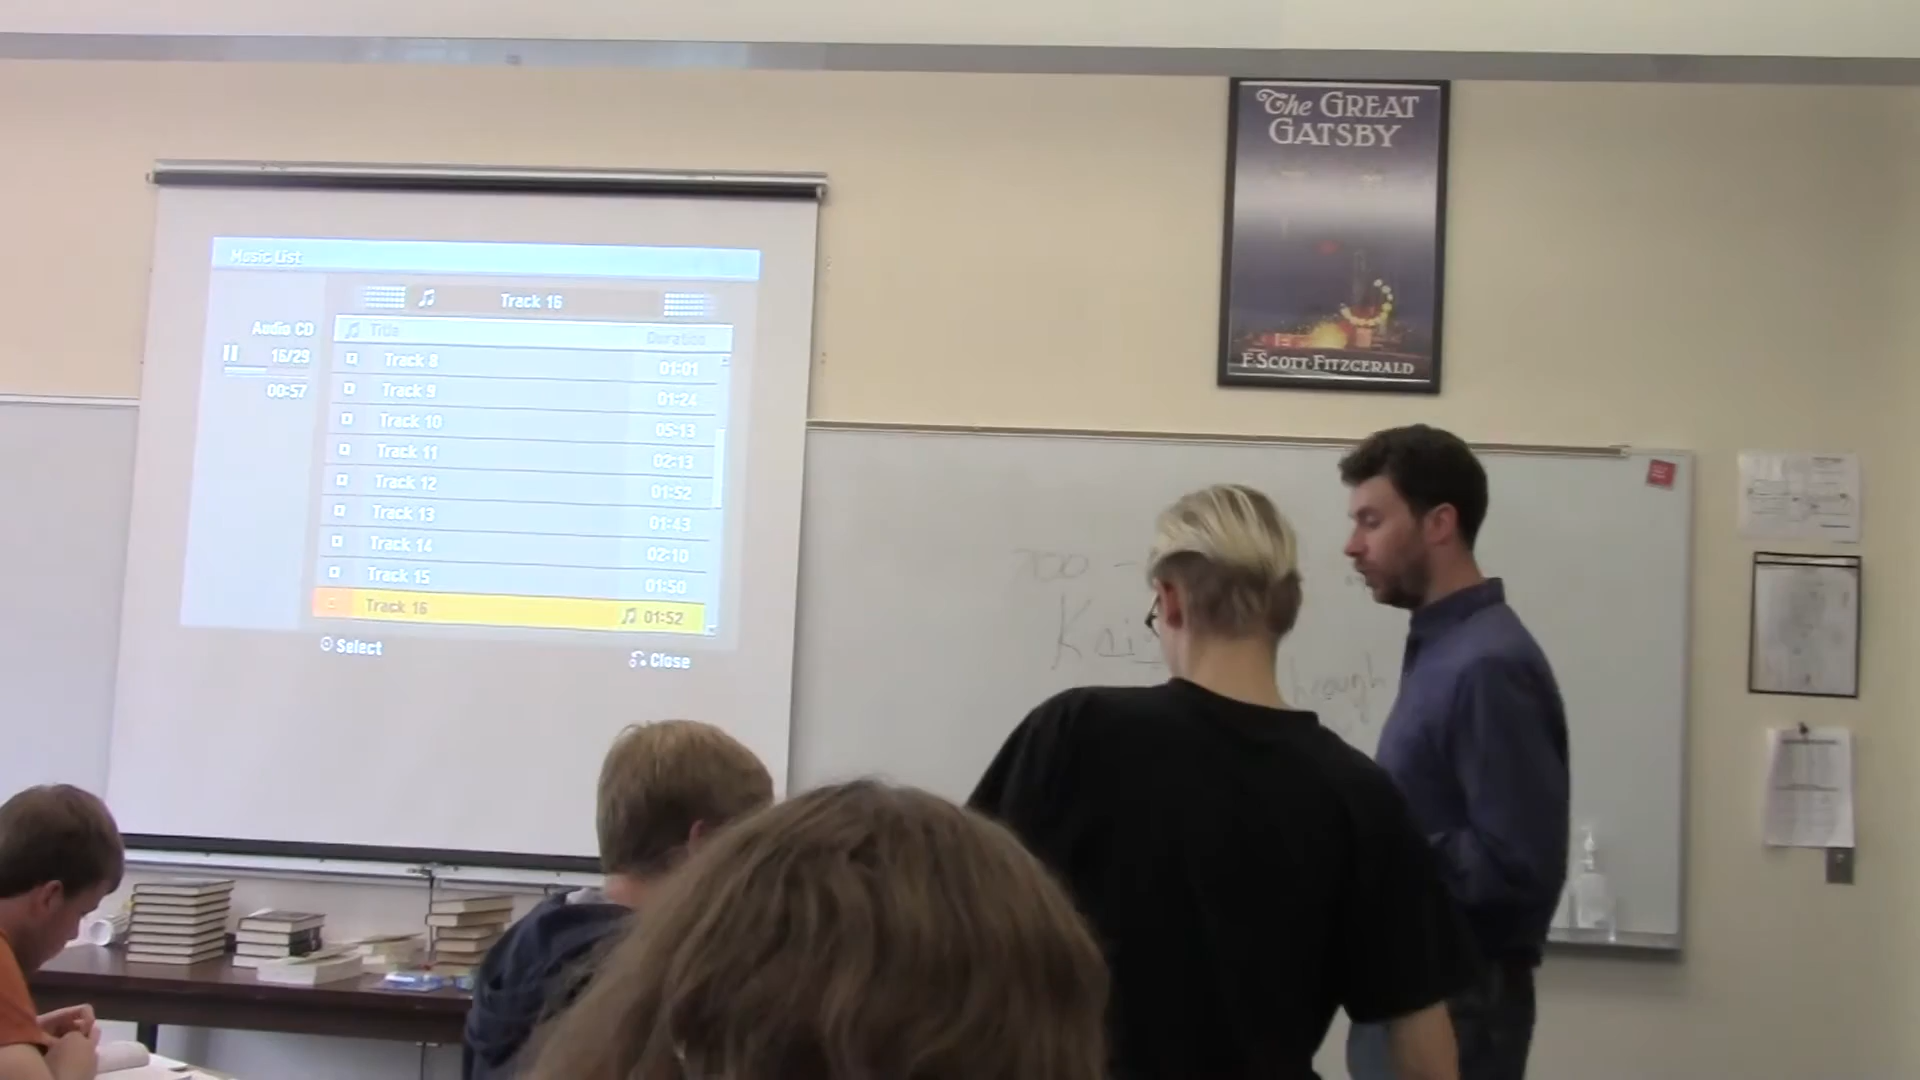 The GREAT
GATSBY
F. SCOTT FITZGERALD
Music List
Track 16
Audio CD
16/29
00:57
Title Duration
Track 8 01:01
Track 9 01:24
Track 10 05:13
Track 11 02:13
Track 12 01:52
Track 13 01:43
Track 14 02:10
Track 15 01:50
Track 16 01:52
Select Close
700 -
through